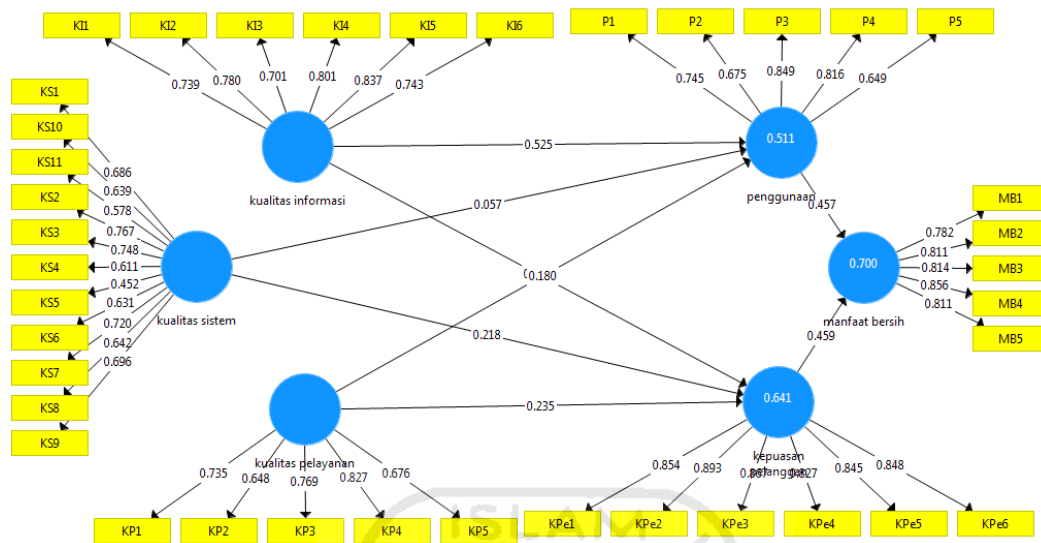 KI1 KI2 KI3 KI4 KI5 KI6
P1 P2 P3 P4 P5
0.739 0.780 0.701 0.801 0.837 0.743
0.745 0.675 0.849 0.816 0.649
KS1
KS10
KS11
KS2
KS3
KS4
KS5
KS6
KS7
KS8
KS9
0.686
0.639
0.578
0.767
0.748
0.611
0.452
0.631
0.720
0.642
0.696
kualitas informasi
kualitas sistem
kualitas pelayanan
0.525
0.057
0.180
0.218
0.235
0.511
penggunaan
0.457
0.700
manfaat bersih
0.459
0.641
kepuasan
pelanggan
0.782
0.811
0.814
0.856
0.811
MB1
MB2
MB3
MB4
MB5
0.735 0.648 0.769 0.827 0.676
KP1 KP2 KP3 KP4 KP5
0.854 0.893 0.827 0.845 0.848
KPe1 KPe2 KPe3 KPe4 KPe5 KPe6
ISLAM